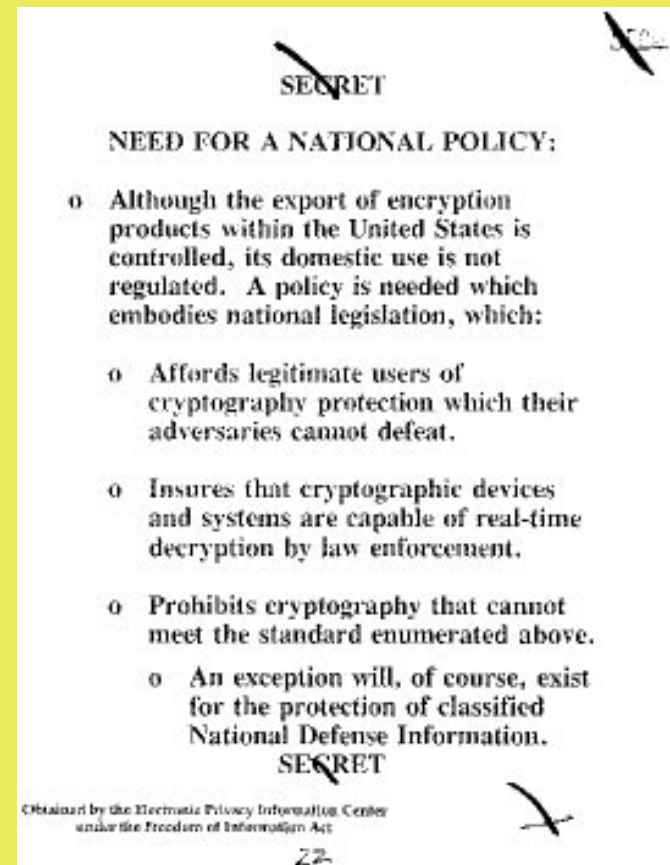 SECRET
NEED FOR A NATIONAL POLICY:
o Although the export of encryption
products within the United States is
controlled, its domestic use is not
regulated. A policy is needed which
embodies national legislation, which:
o Affords legitimate users of
cryptography protection which their
adversaries cannot defeat.
o Insures that cryptographic devices
and systems are capable of real-time
decryption by law enforcement.
o Prohibits cryptography that cannot
meet the standard enumerated above.
o An exception will, of course, exist
for the protection of classified
National Defense Information.
SECRET
Obtained by the Electronic Privacy Information Center
under the Freedom of Information Act
22